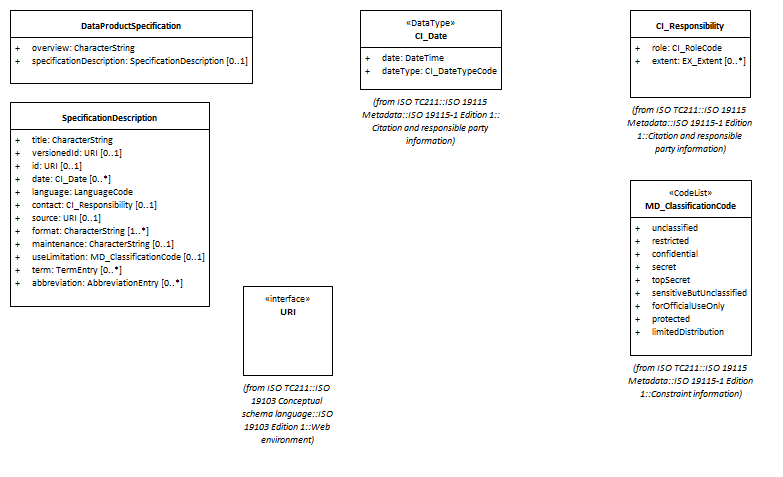 DataProductSpecification
+ overview: CharacterString
+ specificationDescription: SpecificationDescription [0..1]
SpecificationDescription
+ title: CharacterString
+ versionedId: URI [0..1]
+ id: URI [0..1]
+ date: CI_Date [0..*]
+ language: LanguageCode
+ contact: CI_Responsibility [0..1]
+ source: URI [0..1]
+ format: CharacterString [1..*]
+ maintenance: CharacterString [0..1]
+ useLimitation: MD_ClassificationCode [0..1]
+ term: TermEntry [0..*]
+ abbreviation: AbbreviationEntry [0..*]
«interface»
URI
(from ISO TC211::ISO
19103 Conceptual
schema language::ISO
19103 Edition 1::Web
environment)
«DataType»
CI_Date
+ date: DateTime
+ dateType: CI_DateTypeCode
(from ISO TC211::ISO 19115
Metadata::ISO 19115-1 Edition 1::
Citation and responsible party
information)
CI_Responsibility
+ role: CI_RoleCode
+ extent: EX_Extent [0..*]
(from ISO TC211::ISO 19115
Metadata::ISO 19115-1 Edition
1::Citation and responsible
party information)
«CodeList»
MD_ClassificationCode
+ unclassified
+ restricted
+ confidential
+ secret
+ topSecret
+ sensitiveButUnclassified
+ forOfficialUseOnly
+ protected
+ limitedDistribution
(from ISO TC211::ISO 19115
Metadata::ISO 19115-1 Edition
1::Constraint information)